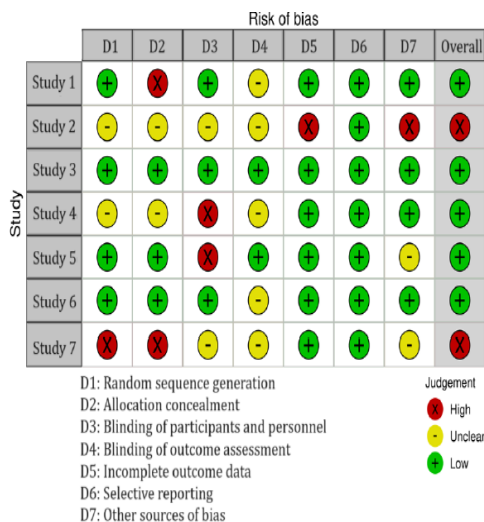 Risk of bias
D1 D2 D3 D4 D5 D6 D7 Overall
Study
Study 1 + X + - + + + +
Study 2 - - - - X + X X
Study 3 + + + + + + + +
Study 4 - - X - + + + +
Study 5 + + X + + + - +
Study 6 + + + - + + + +
Study 7 X X - - + + - X
D1: Random sequence generation
D2: Allocation concealment
D3: Blinding of participants and personnel
D4: Blinding of outcome assessment
D5: Incomplete outcome data
D6: Selective reporting
D7: Other sources of bias
Judgement
X High
- Unclear
+ Low